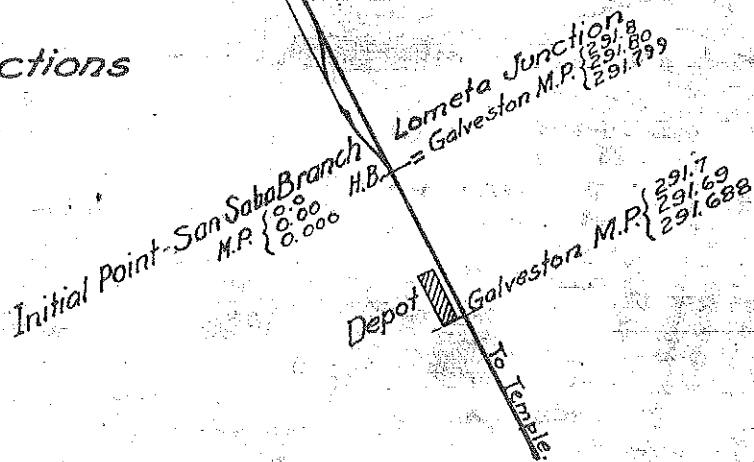 ctions
Lometa Junction
H.B. = Galveston M.P. { 291.8
291.80
291.799
Initial Point-San Saba Branch
M.P. { 0.0
0.00
0.000
Depot
Galveston M.P. { 291.7
291.69
291.688
To Temple.